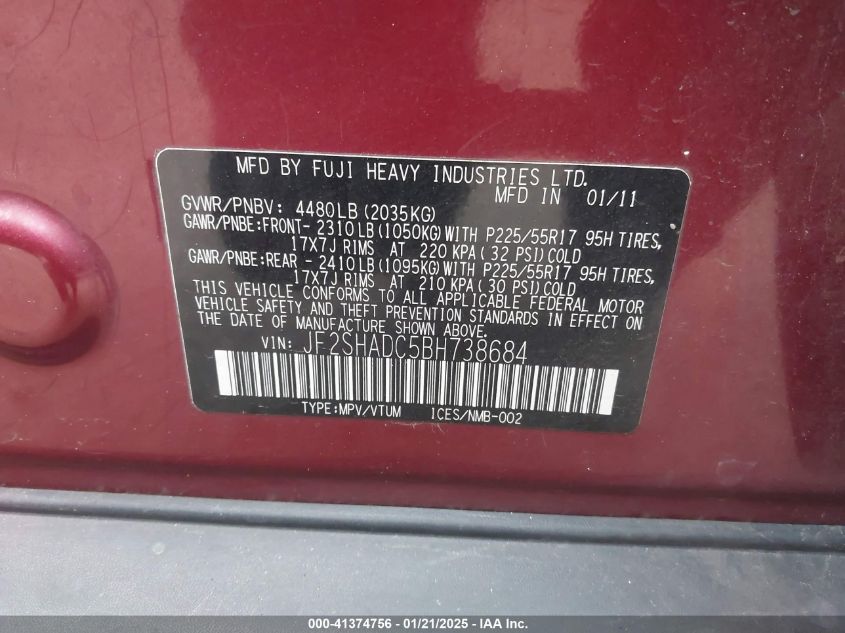 MFD BY FUJI HEAVY INDUSTRIES LTD.
MFD IN 01/11
GVWR/PNBV: 4480LB(2035KG)
GAWR/PNBE:FRONT- 2310LB(1050KG)WITH P225/55R17 95H TIRES,
17X7J RIMS AT 220 KPA(32 PSI)COLD
GAWR/PNBE:REAR - 2410LB(1095KG)WITH P225/55R17 95H TIRES,
17X7J RIMS AT 210 KPA(30 PSI)COLD
THIS VEHICLE CONFORMS TO ALL APPLICABLE FEDERAL MOTOR
VEHICLE SAFETY AND THEFT PREVENTION STANDARDS IN EFFECT ON
THE DATE OF MANUFACTURE SHOWN ABOVE.
VIN: JF2SHADC5BH738684
TYPE:MPV/VTUM ICES/NMB-002
000-41374756 - 01/21/2025 - IAA, Inc.